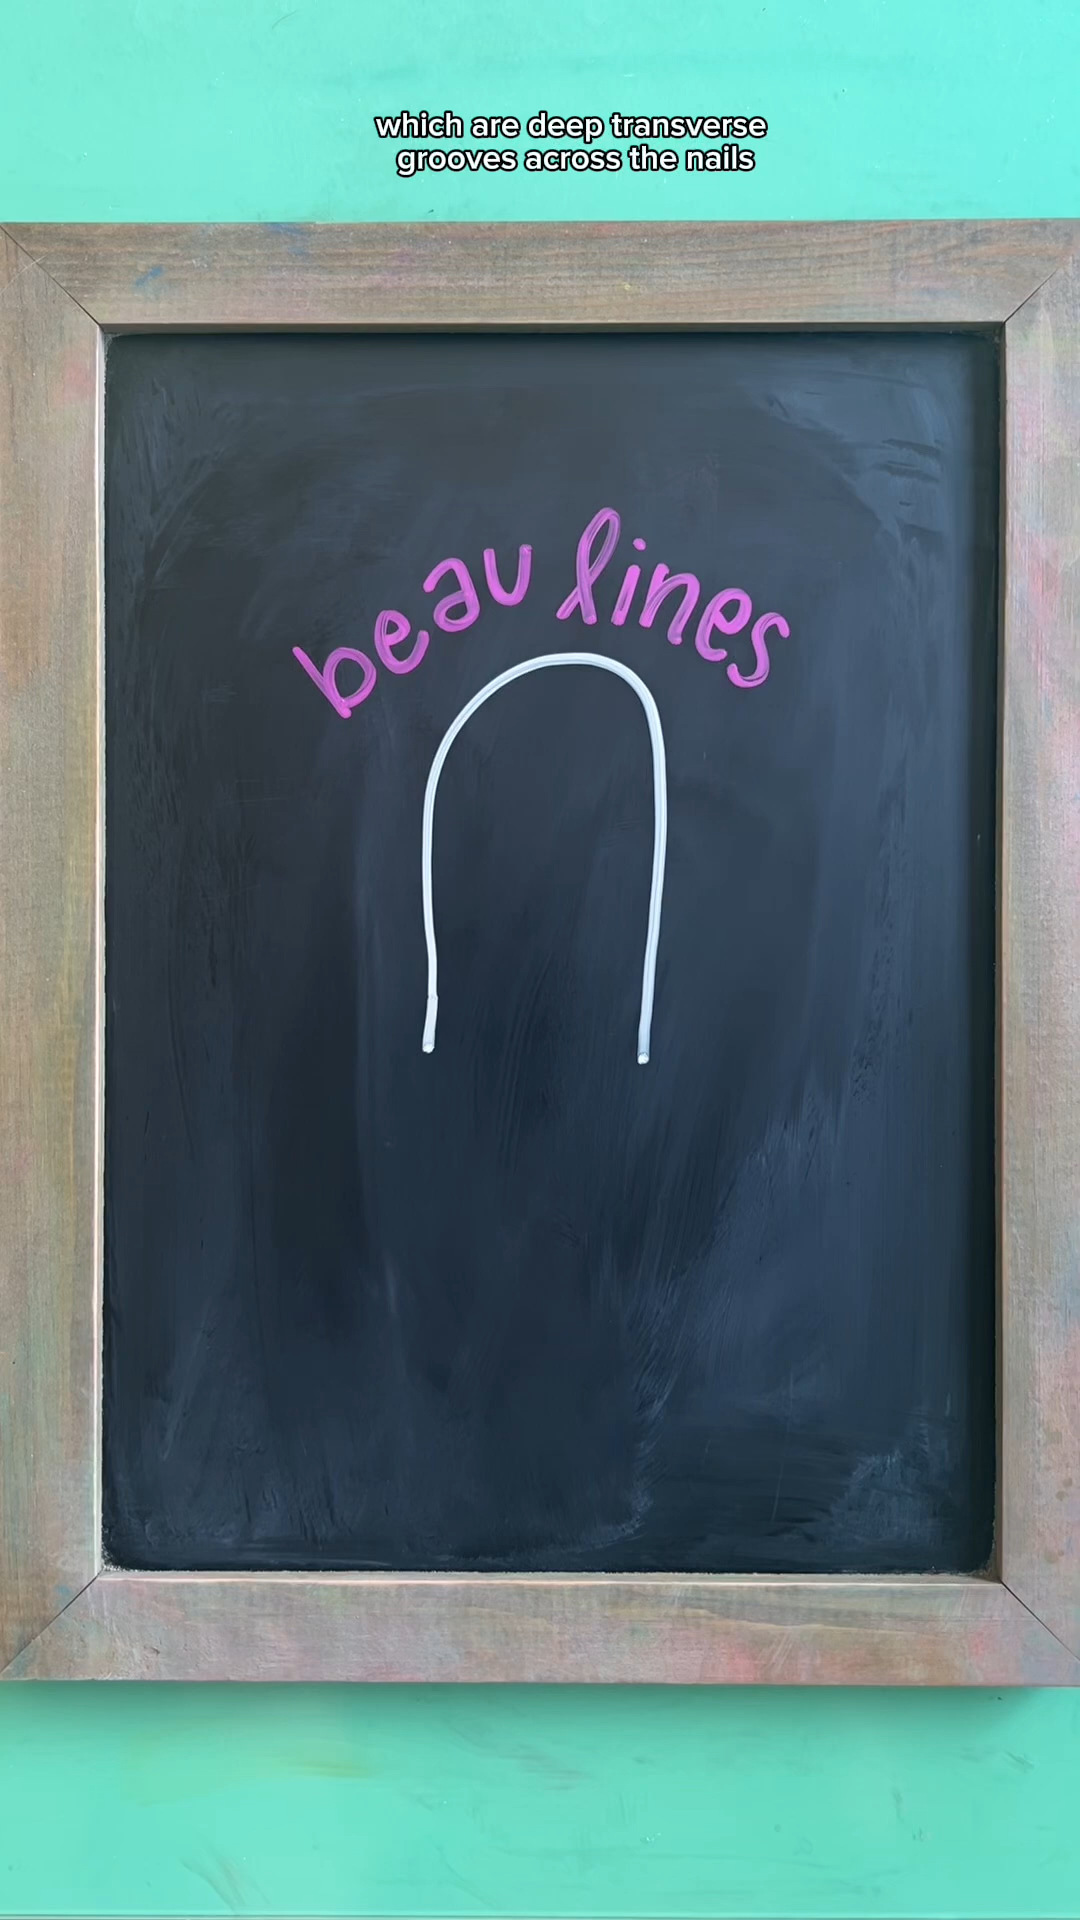 which are deep transverse
grooves across the nails
beau lines